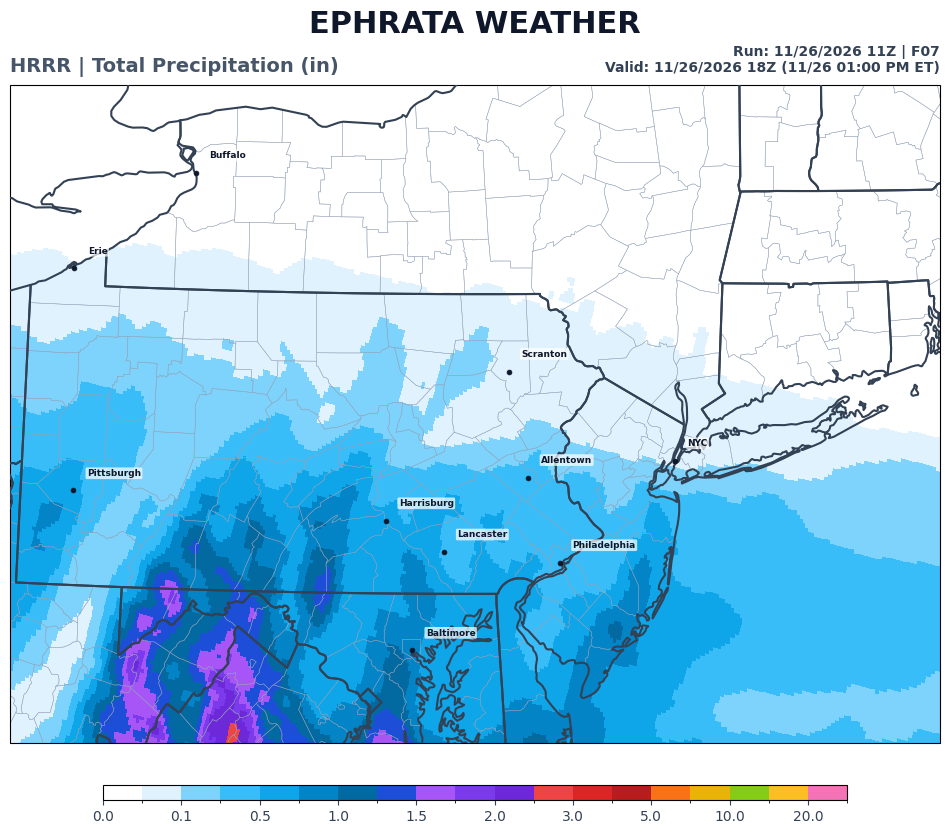 EPHRATA WEATHER
HRRR | Total Precipitation (in)
Run: 11/26/2026 11Z | F07
Valid: 11/26/2026 18Z (11/26 01:00 PM ET)
Buffalo
Erie
Scranton
NYC
Allentown
Pittsburgh
Harrisburg
Lancaster
Philadelphia
Baltimore
0.0 0.1 0.5 1.0 1.5 2.0 3.0 5.0 10.0 20.0